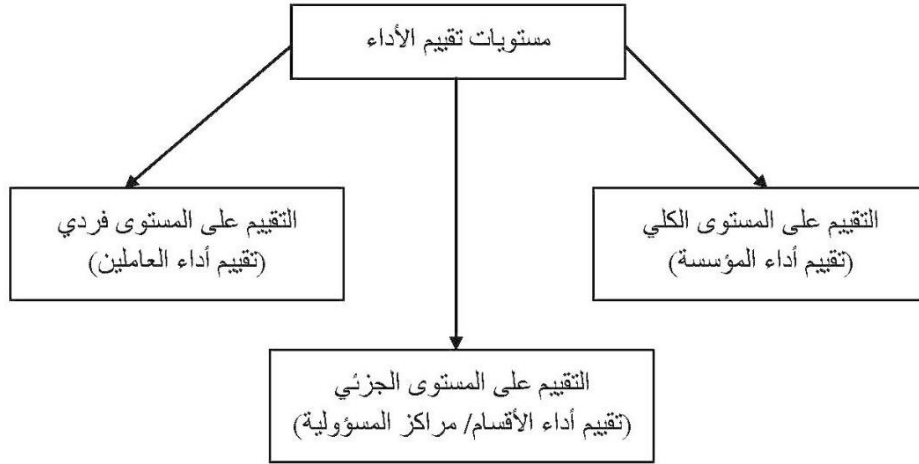 مستويات تقييم الأداء
التقييم على المستوى الكلي
(تقييم أداء المؤسسة)
التقييم على المستوى فردي
(تقييم أداء العاملين)
التقييم على المستوى الجزئي
(تقييم أداء الأقسام/ مراكز المسؤولية)